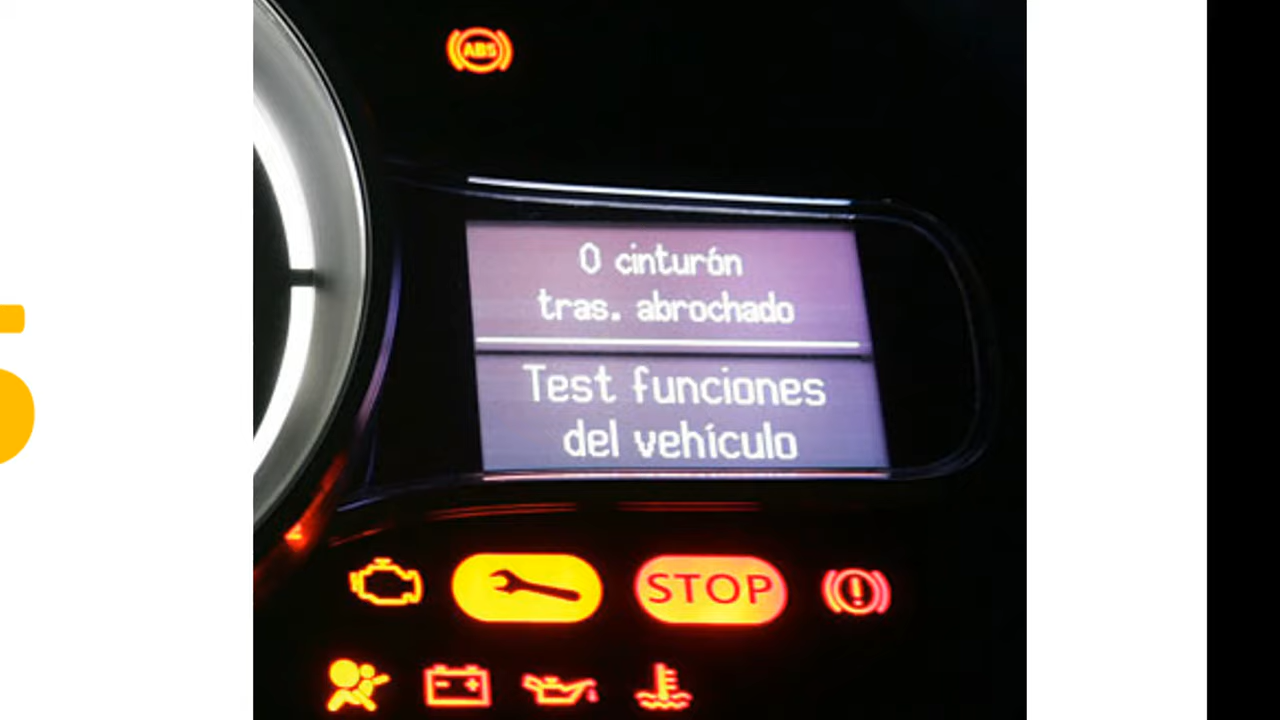 ABS
0 cinturón
tras. abrochado
Test funciones
del vehículo
STOP